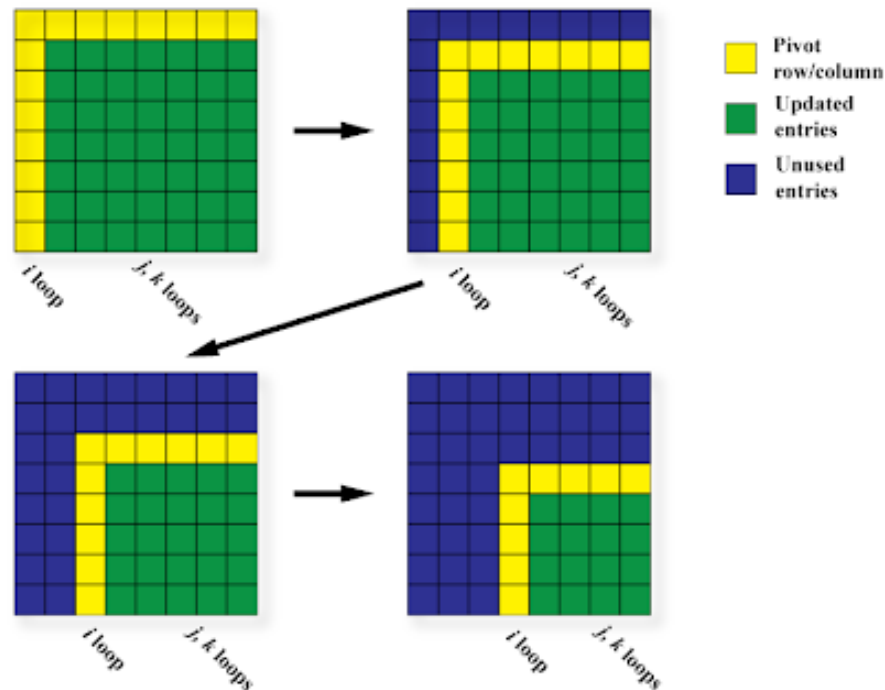 Pivot
row/column
Updated
entries
Unused
entries
i loop
j, k loops
i loop
j, k loops
i loop
j, k loops
i loop
j, k loops